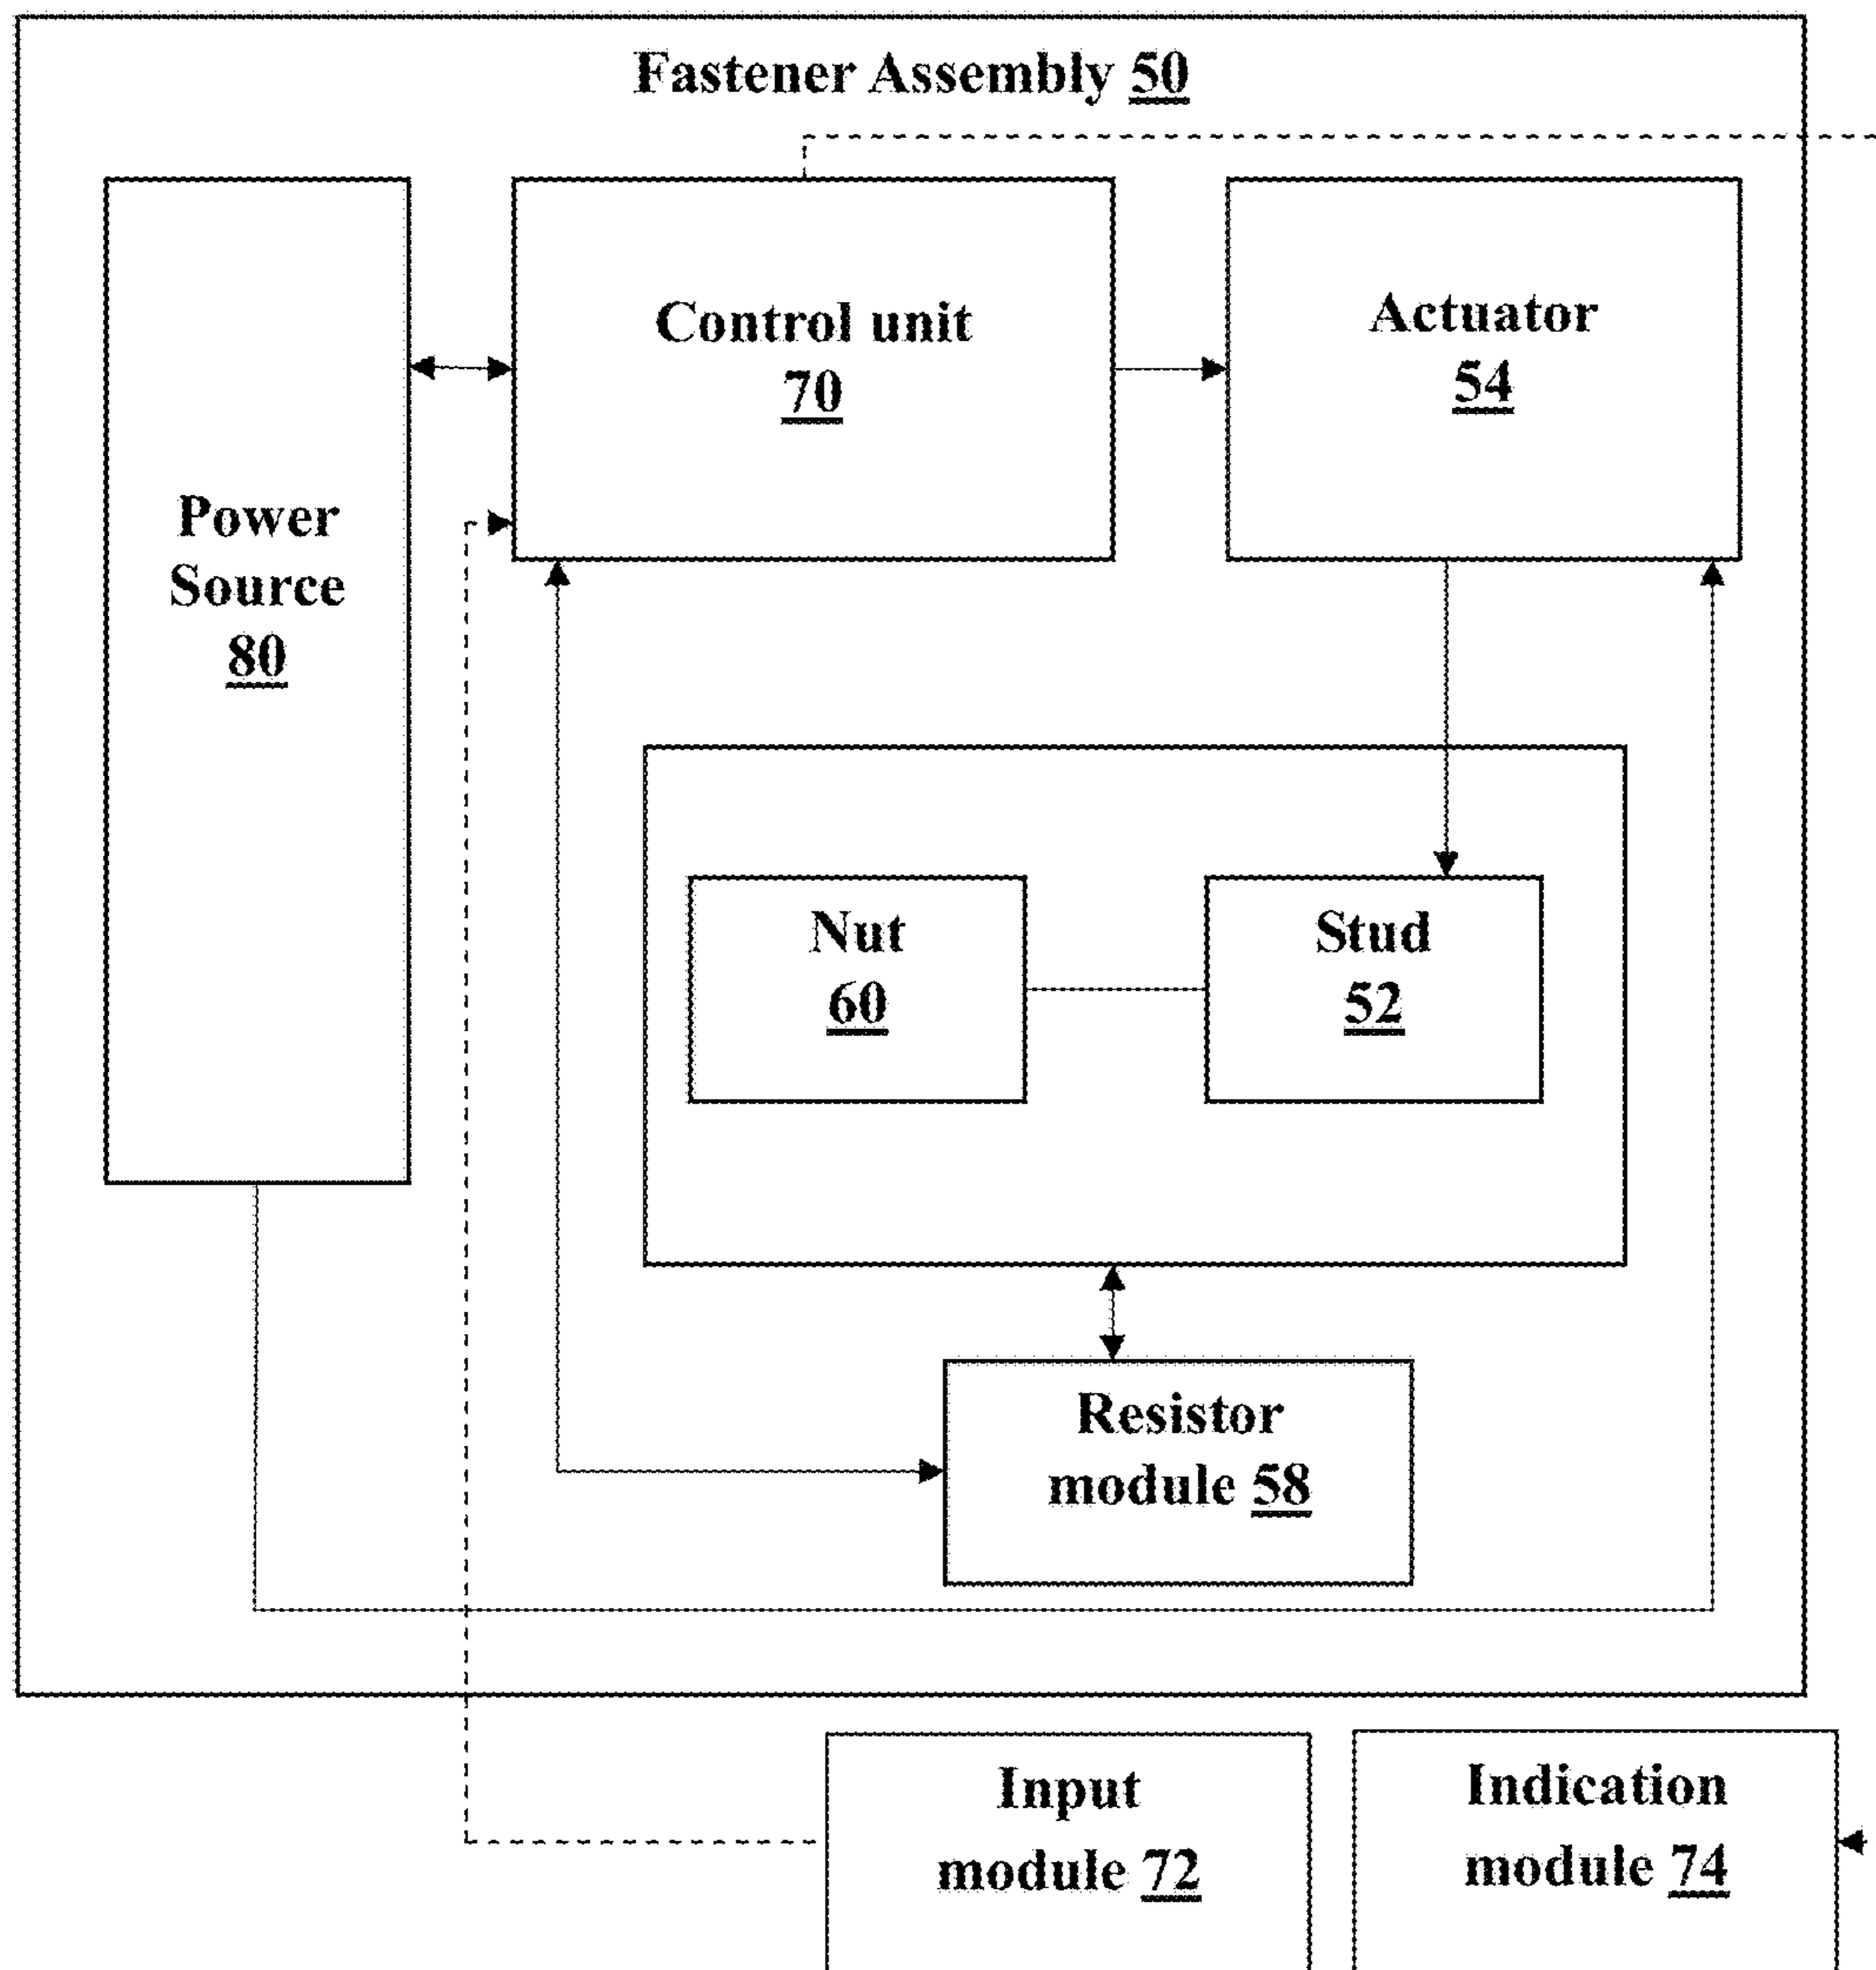 Fastener Assembly 50
Control unit
70
Actuator
54
Power
Source
80
Nut
60
Stud
52
Resistor
module 58
Input
module 72
Indication
module 74